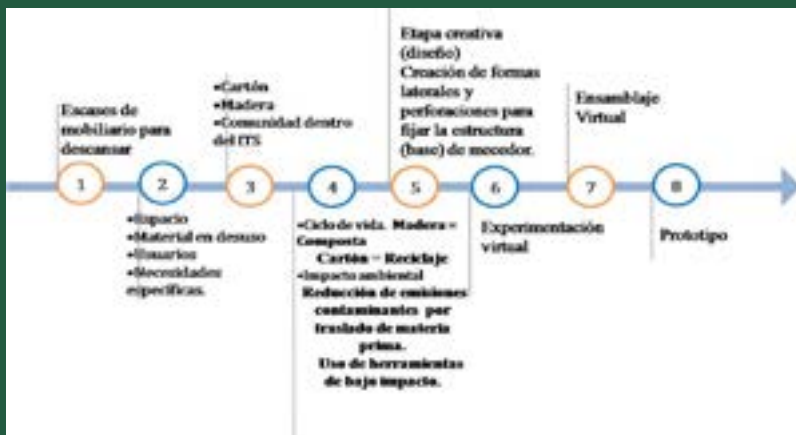 Escases de
mobiliario para
descansar
1
2
•Espacio
•Material en desuso
•Usuarios
•Necesidades
específicas.
•Cartón
•Madera
•Comunidad dentro
del ITS
3
4
•Ciclo de vida. Madera =
Composta
Cartón = Reciclaje
•Impacto ambiental
Reducción de emisiones
contaminantes por
traslado de materia
prima.
Uso de herramientas
de bajo impacto.
Etapa creativa
(diseño)
Creación de formas
laterales y
perforaciones para
fijar la estructura
(base) de mecedor.
5
6
Experimentación
virtual
Ensamblaje
Virtual
7
8
Prototipo